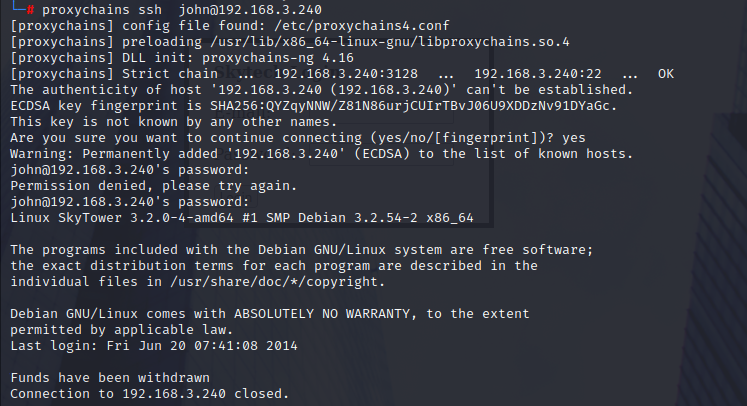 └─# proxychains ssh  john@192.168.3.240
[proxychains] config file found: /etc/proxychains4.conf
[proxychains] preloading /usr/lib/x86_64-linux-gnu/libproxychains.so.4
[proxychains] DLL init: proxychains-ng 4.16
[proxychains] Strict chain  ...  192.168.3.240:3128  ...  192.168.3.240:22  ...  OK
The authenticity of host '192.168.3.240 (192.168.3.240)' can't be established.
ECDSA key fingerprint is SHA256:QYZqyNNW/Z81N86urjCUIrTBvJ06U9XDDzNv91DYaGc.
This key is not known by any other names.
Are you sure you want to continue connecting (yes/no/[fingerprint])? yes
Warning: Permanently added '192.168.3.240' (ECDSA) to the list of known hosts.
john@192.168.3.240's password:
Permission denied, please try again.
john@192.168.3.240's password:
Linux SkyTower 3.2.0-4-amd64 #1 SMP Debian 3.2.54-2 x86_64

The programs included with the Debian GNU/Linux system are free software;
the exact distribution terms for each program are described in the
individual files in /usr/share/doc/*/copyright.

Debian GNU/Linux comes with ABSOLUTELY NO WARRANTY, to the extent
permitted by applicable law.
Last login: Fri Jun 20 07:41:08 2014

Funds have been withdrawn
Connection to 192.168.3.240 closed.